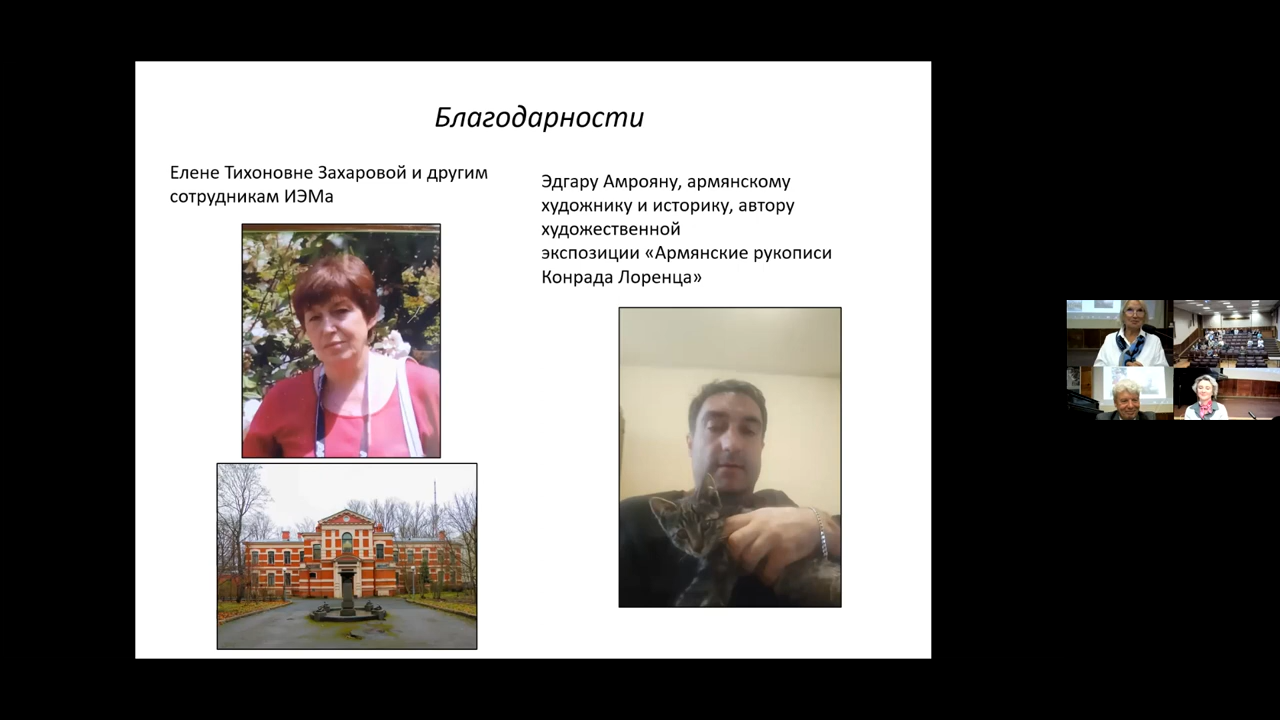 Благодарности
Елене Тихоновне Захаровой и другим
сотрудникам ИЭМа
Эдгару Амрояну, армянскому
художнику и историку, автору
художественной
экспозиции «Армянские рукописи
Конрада Лоренца»